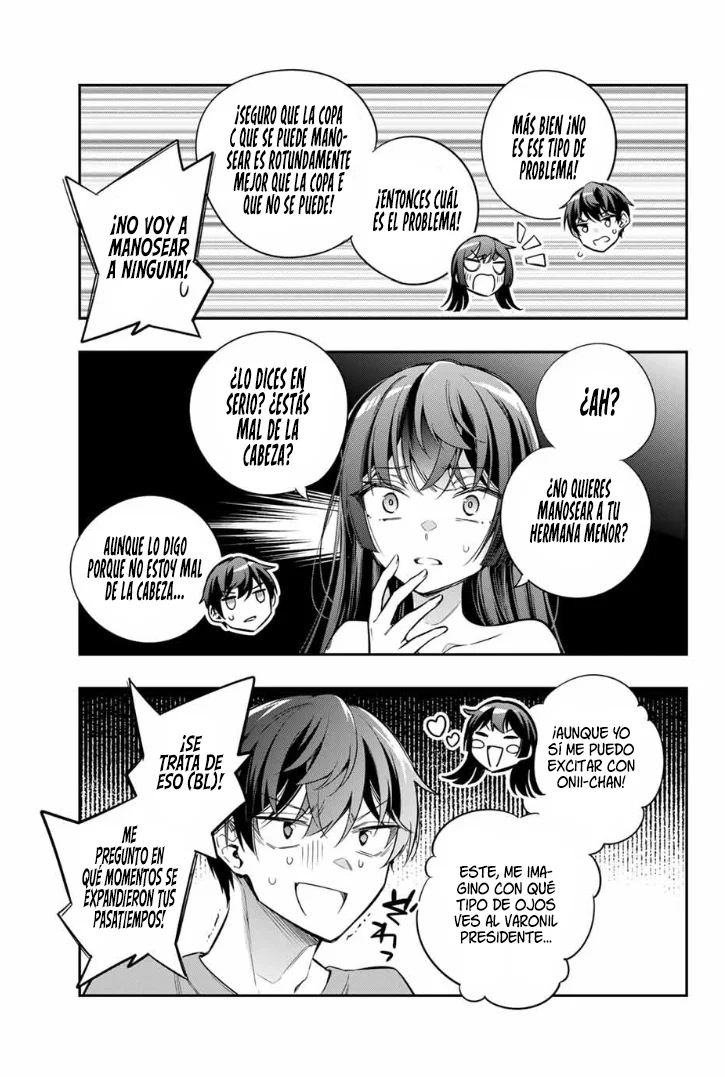 MÁS BIEN ¡NO
ES ESE TIPO DE
PROBLEMA!
¡ENTONCES CUÁL
ES EL PROBLEMA!
¡SEGURO QUE LA COPA
C QUE SE PUEDE MANO-
SEAR ES ROTUNDAMENTE
MEJOR QUE LA COPA E
QUE NO SE PUEDE!
¡NO VOY A
MANOSEAR
A NINGUNA!
¿AH?
¿NO QUIERES
MANOSEAR A TU
HERMANA MENOR?
¿LO DICES EN
SERIO? ¿ESTÁS
MAL DE LA
CABEZA?
AUNQUE LO DIGO
PORQUE NO ESTOY MAL
DE LA CABEZA...
¡AUNQUE YO
SÍ ME PUEDO
EXCITAR CON
ONII-CHAN!
ESTE, ME IMA-
GINO CON QUÉ
TIPO DE OJOS
VES AL VARONIL
PRESIDENTE...
¡SE
TRATA DE
ESO (BL)!
ME
PREGUNTO EN
QUÉ MOMENTOS SE
EXPANDIERON TUS
PASATIEMPOS!